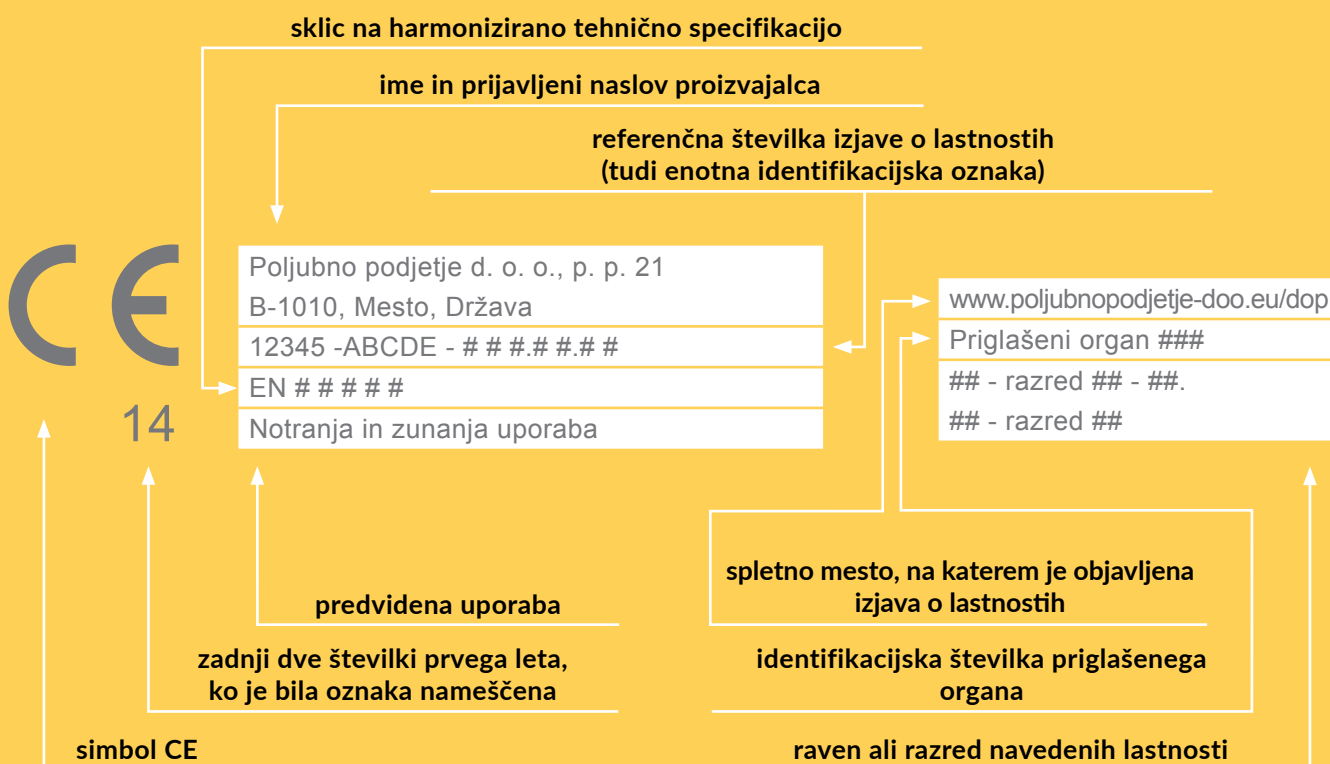 sklic na harmonizirano tehnično specifikacijo
ime in prijavljeni naslov proizvajalca
referenčna številka izjave o lastnostih
(tudi enotna identifikacijska oznaka)
CE
14
Poljubno podjetje d. o. o., p. p. 21
B-1010, Mesto, Država
12345 -ABCDE - # # #.# #.# #
EN # # # # #
Notranja in zunanja uporaba
www.poljubnopodjetje-doo.eu/dop
Priglašeni organ ###
## - razred ## - ##.
## - razred ##
predvidena uporaba
zadnji dve številki prvega leta,
ko je bila oznaka nameščena
simbol CE
spletno mesto, na katerem je objavljena
izjava o lastnostih
identifikacijska številka priglašenega
organa
raven ali razred navedenih lastnosti